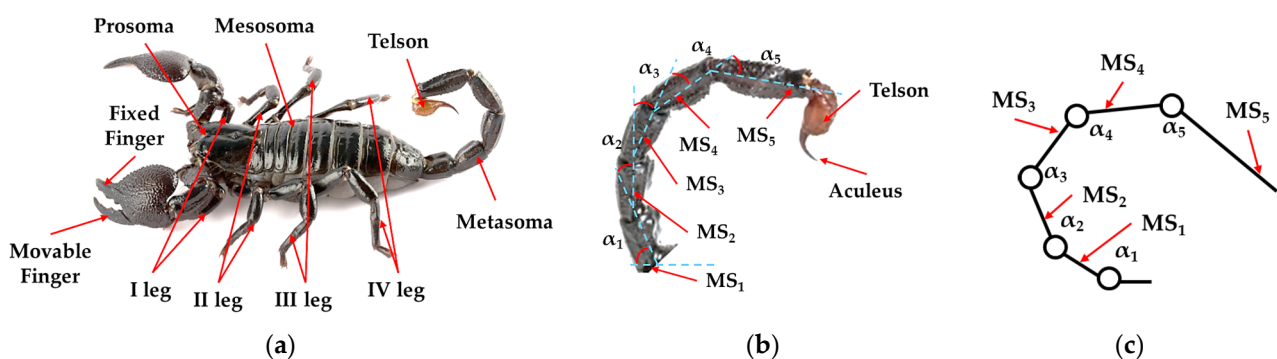 Prosoma
Mesosoma
Telson
Fixed
Finger
Movable
Finger
I leg
II leg
III leg
IV leg
Metasoma
(a)
α4
α5
α3
α2
α1
MS4
MS5
MS3
MS2
MS1
Telson
Aculeus
(b)
MS4
MS3
α4
α5
MS5
α3
MS2
α2
MS1
α1
(c)